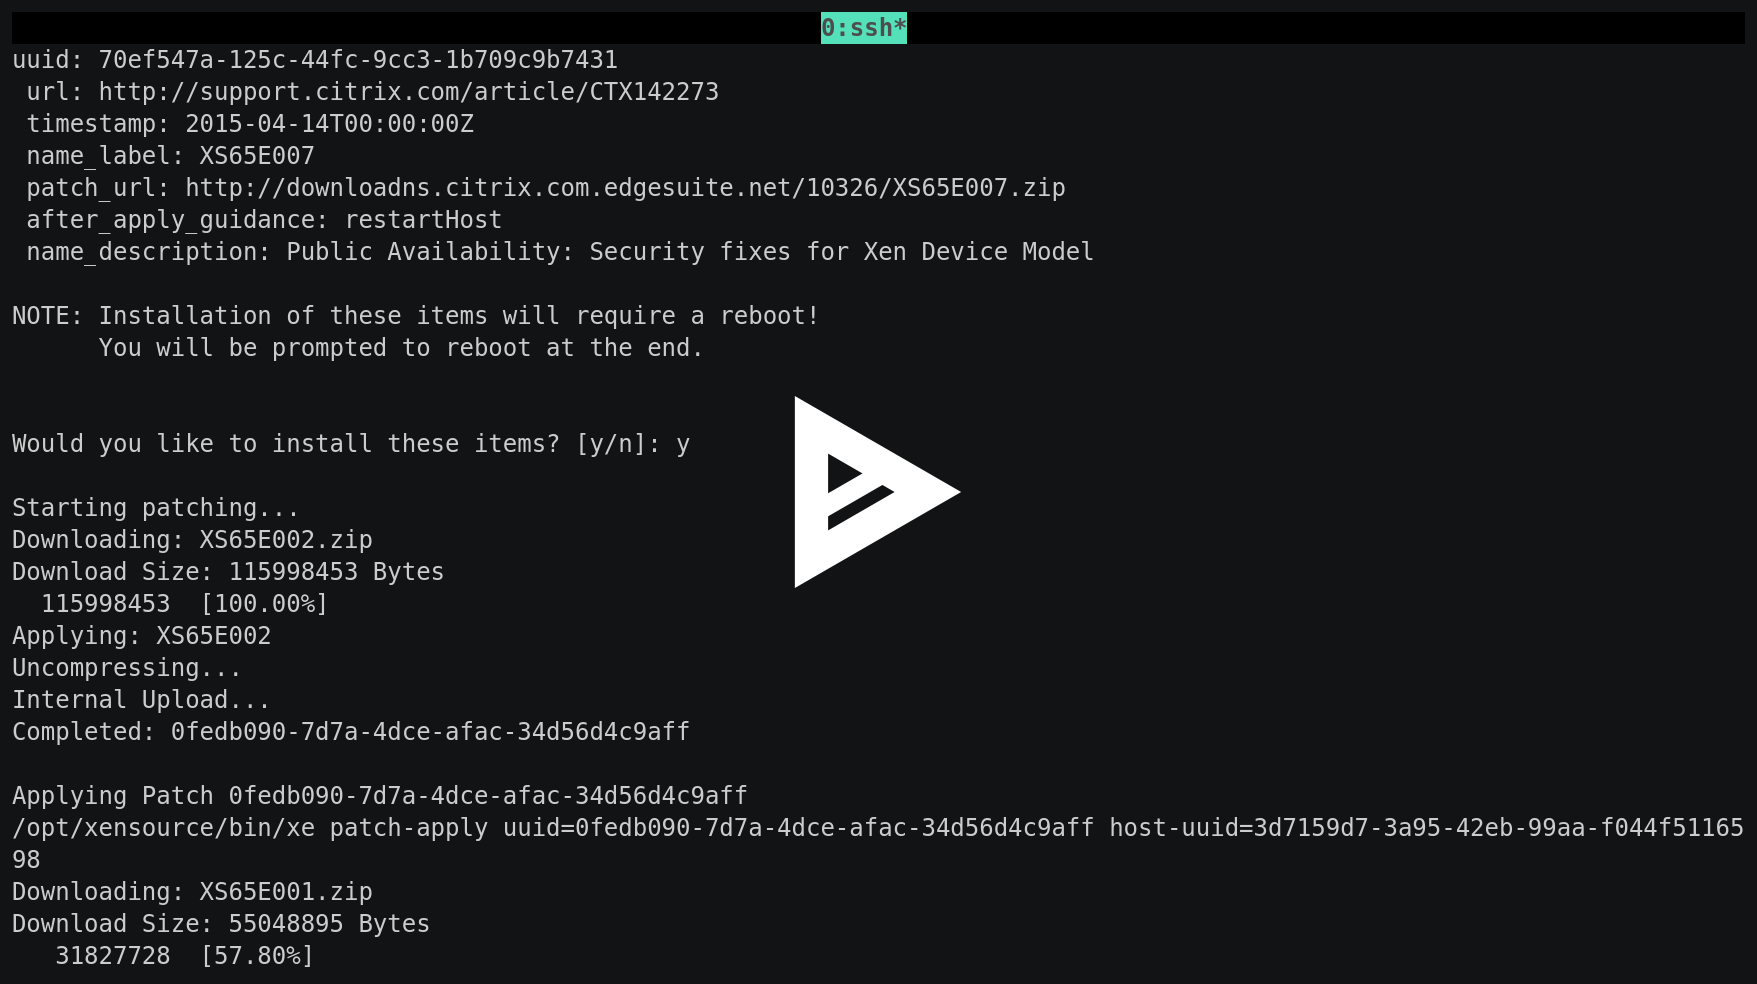 0:ssh*
uuid: 70ef547a-125c-44fc-9cc3-1b709c9b7431
url: http://support.citrix.com/article/CTX142273
timestamp: 2015-04-14T00:00:00Z
name_label: XS65E007
patch_url: http://downloadns.citrix.com.edgesuite.net/10326/XS65E007.zip
after_apply_guidance: restartHost
name_description: Public Availability: Security fixes for Xen Device Model
NOTE: Installation of these items will require a reboot!
You will be prompted to reboot at the end.
Would you like to install these items? [y/n]: y
Starting patching...
Downloading: XS65E002.zip
Download Size: 115998453 Bytes
115998453  [100.00%]
Applying: XS65E002
Uncompressing...
Internal Upload...
Completed: 0fedb090-7d7a-4dce-afac-34d56d4c9aff
Applying Patch 0fedb090-7d7a-4dce-afac-34d56d4c9aff
/opt/xensource/bin/xe patch-apply uuid=0fedb090-7d7a-4dce-afac-34d56d4c9aff host-uuid=3d7159d7-3a95-42eb-99aa-f044f51165
98
Downloading: XS65E001.zip
Download Size: 55048895 Bytes
31827728  [57.80%]